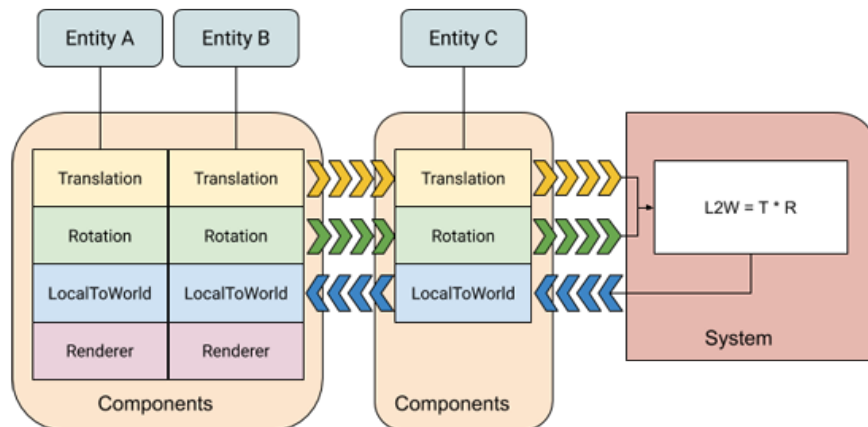 Entity A
Entity B
Entity C
Translation
Translation
Translation
L2W = T * R
Rotation
Rotation
Rotation
LocalToWorld
LocalToWorld
LocalToWorld
Renderer
Renderer
System
Components
Components